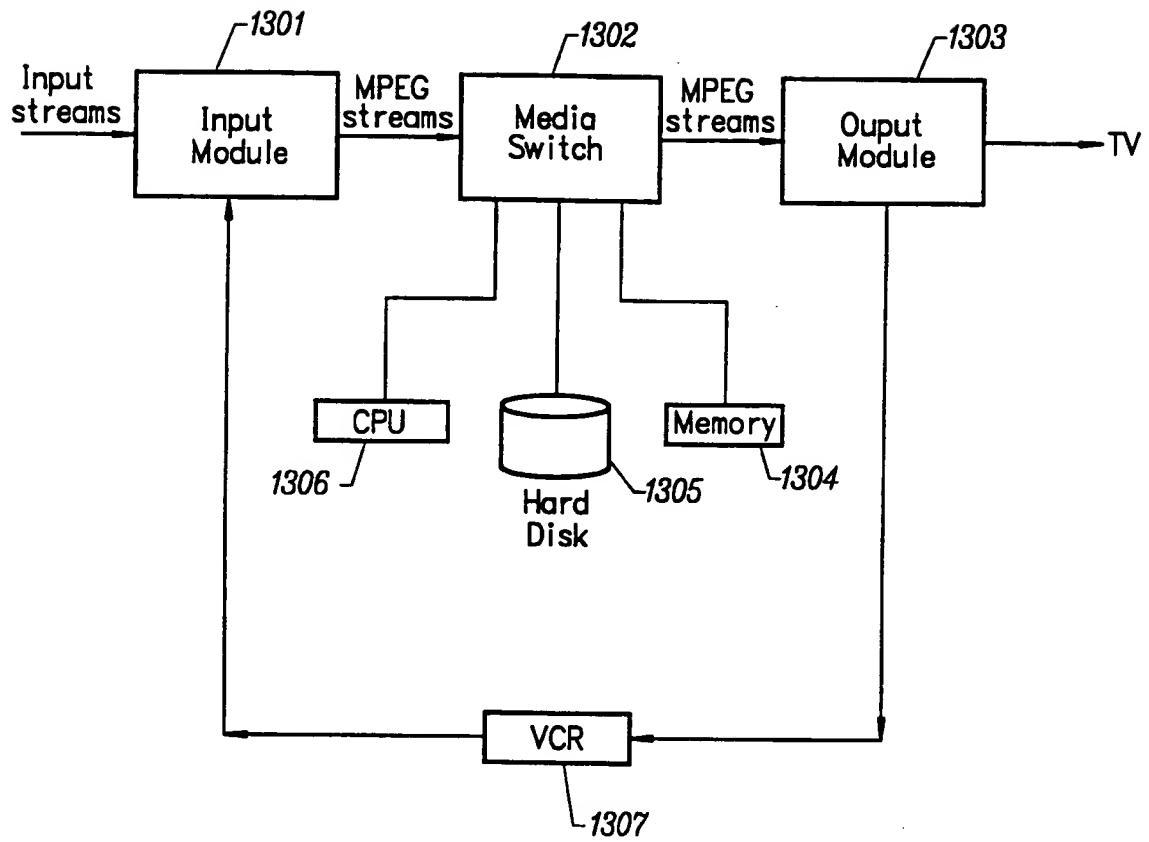 1301
1302
1303
Input
streams
Input
Module
MPEG
streams
Media
Switch
MPEG
streams
Ouput
Module
TV
CPU
1306
Hard
Disk
1305
Memory
1304
VCR
1307